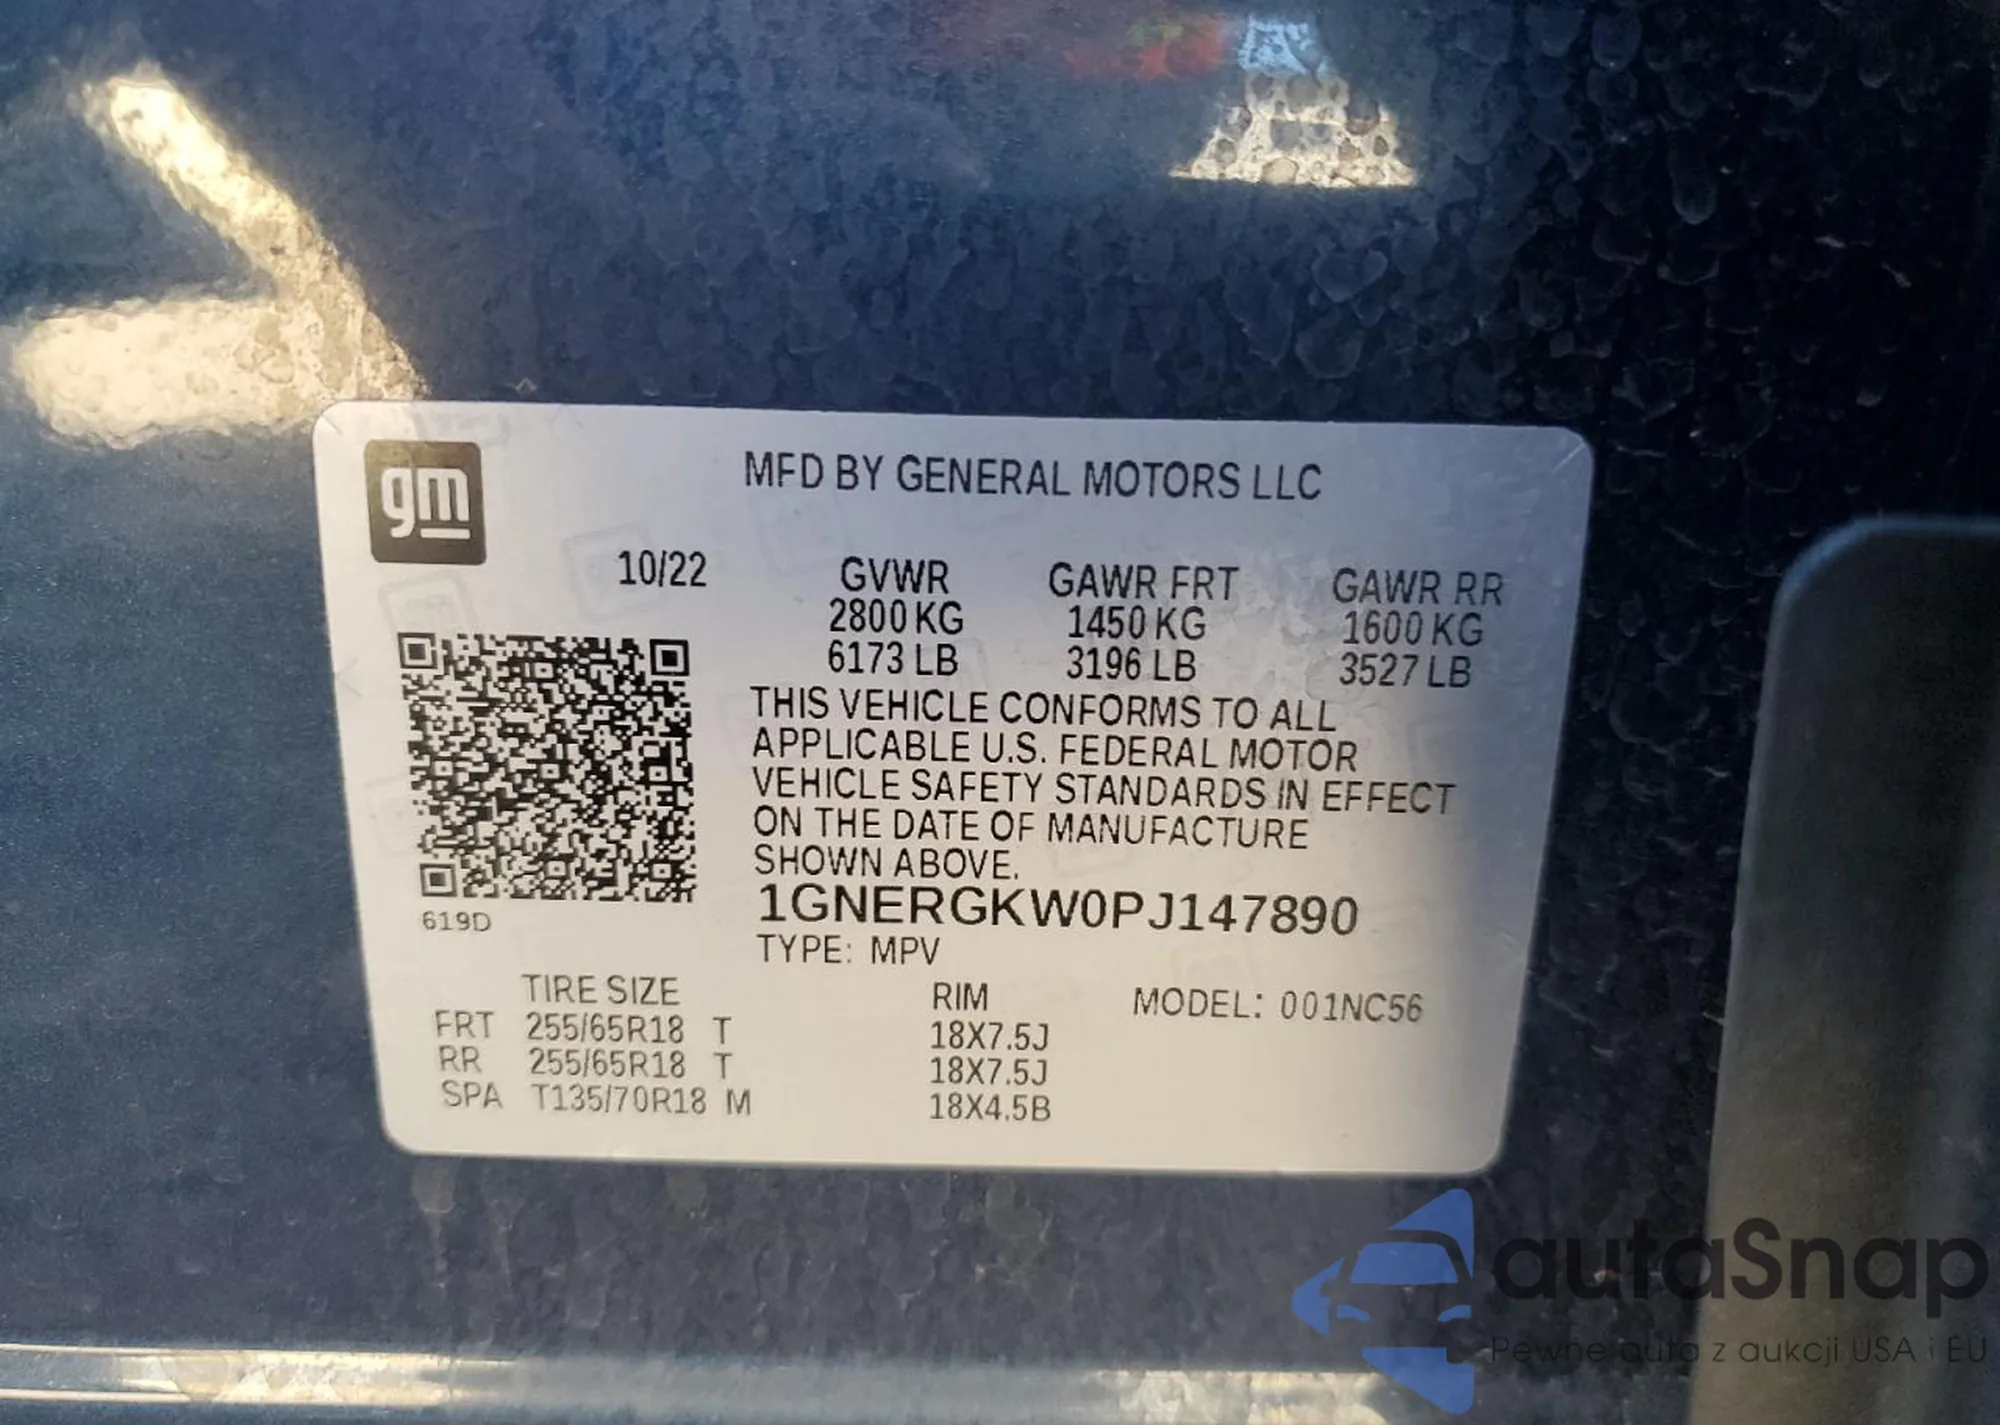 gm
MFD BY GENERAL MOTORS LLC
10/22 GVWR GAWR FRT GAWR RR
2800 KG 1450 KG 1600 KG
6173 LB 3196 LB 3527 LB
THIS VEHICLE CONFORMS TO ALL
APPLICABLE U.S. FEDERAL MOTOR
VEHICLE SAFETY STANDARDS IN EFFECT
ON THE DATE OF MANUFACTURE
SHOWN ABOVE.
1GNERGKW0PJ147890
619D
TYPE: MPV
TIRE SIZE RIM MODEL: 001NC56
FRT 255/65R18 T 18X7.5J
RR 255/65R18 T 18X7.5J
SPA T135/70R18 M 18X4.5B
autaSnap
Pewne auta z aukcji USA i EU